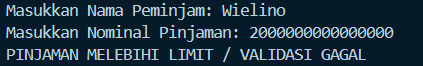 Masukkan Nama Peminjam: Wielino
Masukkan Nominal Pinjaman: 2000000000000000
PINJAMAN MELEBIHI LIMIT / VALIDASI GAGAL